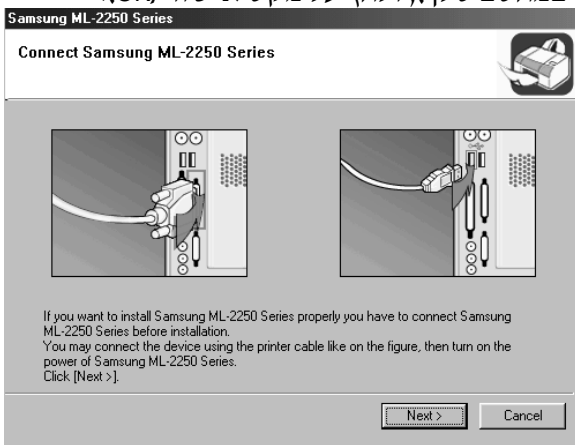 Samsung ML-2250 Series
Connect Samsung ML-2250 Series
If you want to install Samsung ML-2250 Series properly you have to connect Samsung
ML-2250 Series before installation.
You may connect the device using the printer cable like on the figure, then turn on the
power of Samsung ML-2250 Series.
Click [Next >].
Next >
Cancel